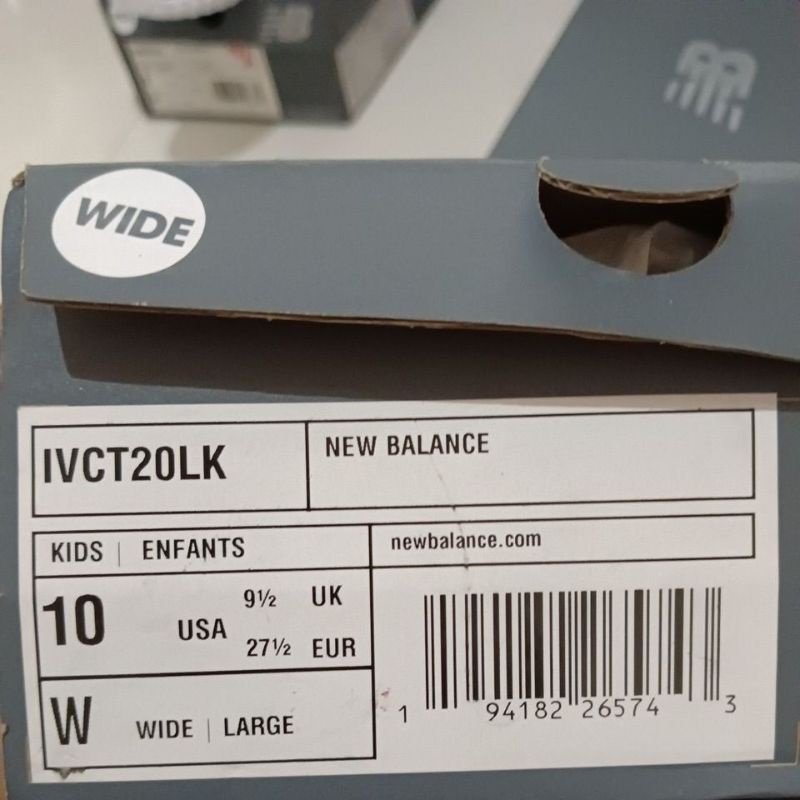 WIDE
IVCT20LK
NEW BALANCE
KIDS | ENFANTS
newbalance.com
10 USA 9½ UK
27½ EUR
W WIDE | LARGE
1 94182 26574 3